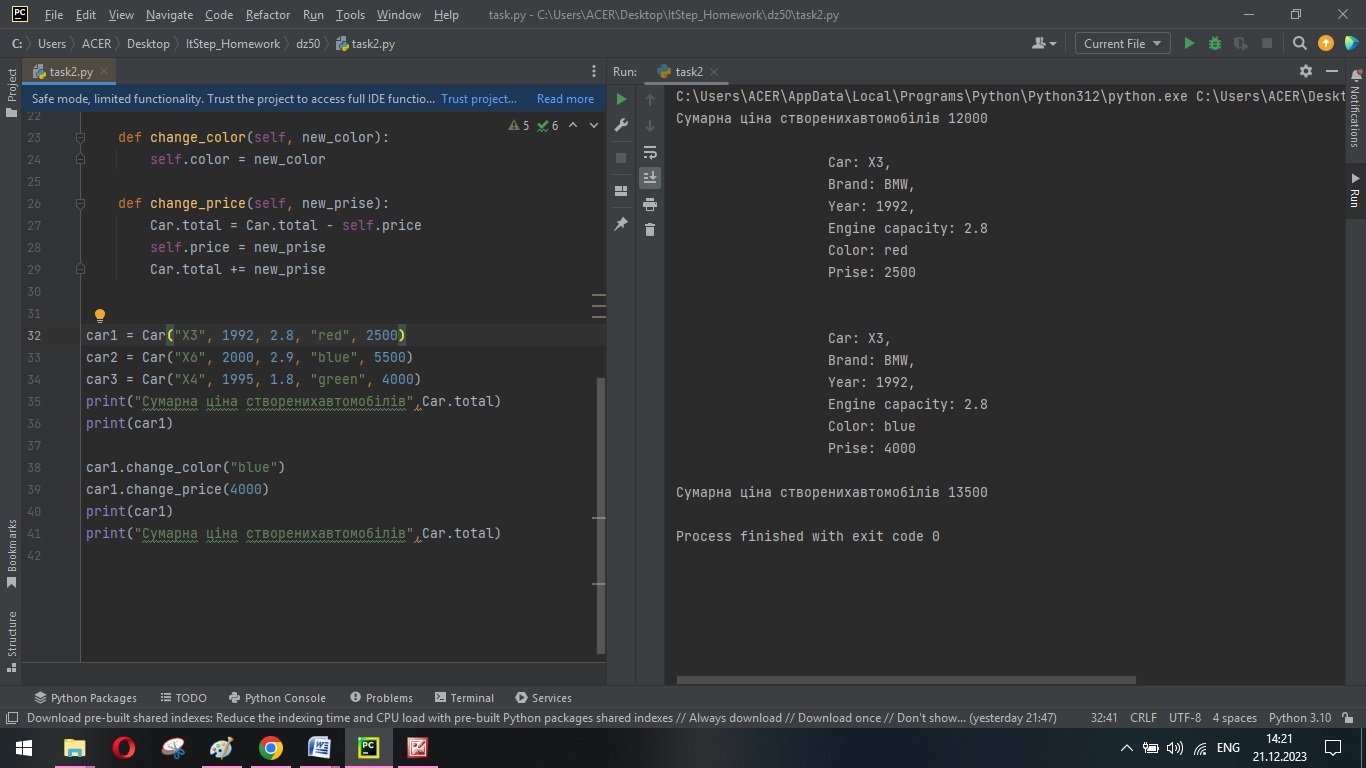 PC File Edit View Navigate Code Refactor Run Tools Window Help task.py - C:\Users\ACER\Desktop\ItStep_Homework\dz50\task2.py
C: Users ACER Desktop ItStep_Homework dz50 task2.py Current File
Project
task2.py
Safe mode, limited functionality. Trust the project to access full IDE functio... Trust project... Read more
5 6
22
23 def change_color(self, new_color):
24 self.color = new_color
25
26 def change_price(self, new_prise):
27 Car.total = Car.total - self.price
28 self.price = new_prise
29 Car.total += new_prise
30
31
32 car1 = Car("X3", 1992, 2.8, "red", 2500)
33 car2 = Car("X6", 2000, 2.9, "blue", 5500)
34 car3 = Car("X4", 1995, 1.8, "green", 4000)
35 print("Сумарна ціна створенихавтомобілів",Car.total)
36 print(car1)
37
38 car1.change_color("blue")
39 car1.change_price(4000)
40 print(car1)
41 print("Сумарна ціна створенихавтомобілів",Car.total)
42
Bookmarks
Structure
Run: task2
C:\Users\ACER\AppData\Local\Programs\Python\Python312\python.exe C:\Users\ACER\Deskt
Сумарна ціна створенихавтомобілів 12000
Car: X3,
Brand: BMW,
Year: 1992,
Engine capacity: 2.8
Color: red
Prise: 2500
Car: X3,
Brand: BMW,
Year: 1992,
Engine capacity: 2.8
Color: blue
Prise: 4000
Сумарна ціна створенихавтомобілів 13500
Process finished with exit code 0
Notifications
Run
Python Packages TODO Python Console Problems Terminal Services
Download pre-built shared indexes: Reduce the indexing time and CPU load with pre-built Python packages shared indexes // Always download // Download once // Don't show... (yesterday 21:47) 32:41 CRLF UTF-8 4 spaces Python 3.10
PC ENG 14:21
21.12.2023